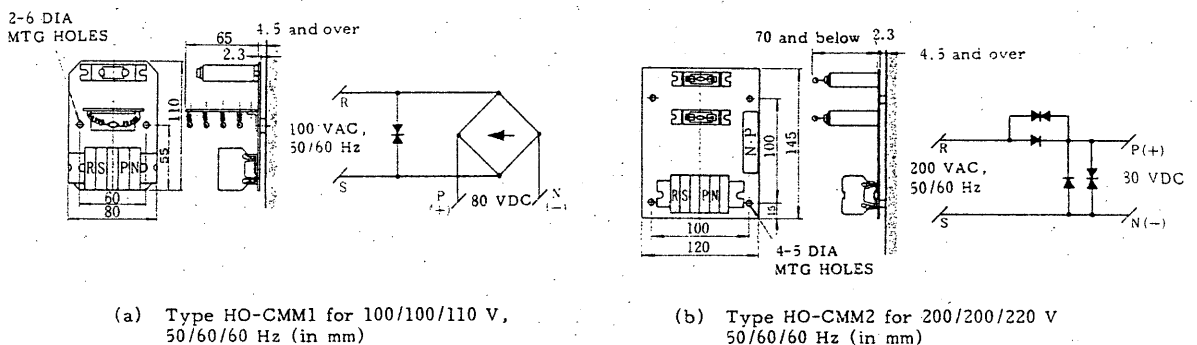 2-6 DIA
MTG HOLES
65
4.5 and over
2.3
110
55
R S P N
60
80
R
100 VAC,
50/60 Hz
S
P
(+)
80 VDC
N
(-)
70 and below
2.3
4.5 and over
N·P
100
145
R S P N
15
100
120
4-5 DIA
MTG HOLES
R
200 VAC,
50/60 Hz
S
P(+)
80 VDC
N(-)
(a) Type HO-CMM1 for 100/100/110 V,
50/60/60 Hz (in mm)
(b) Type HO-CMM2 for 200/200/220 V
50/60/60 Hz (in mm)